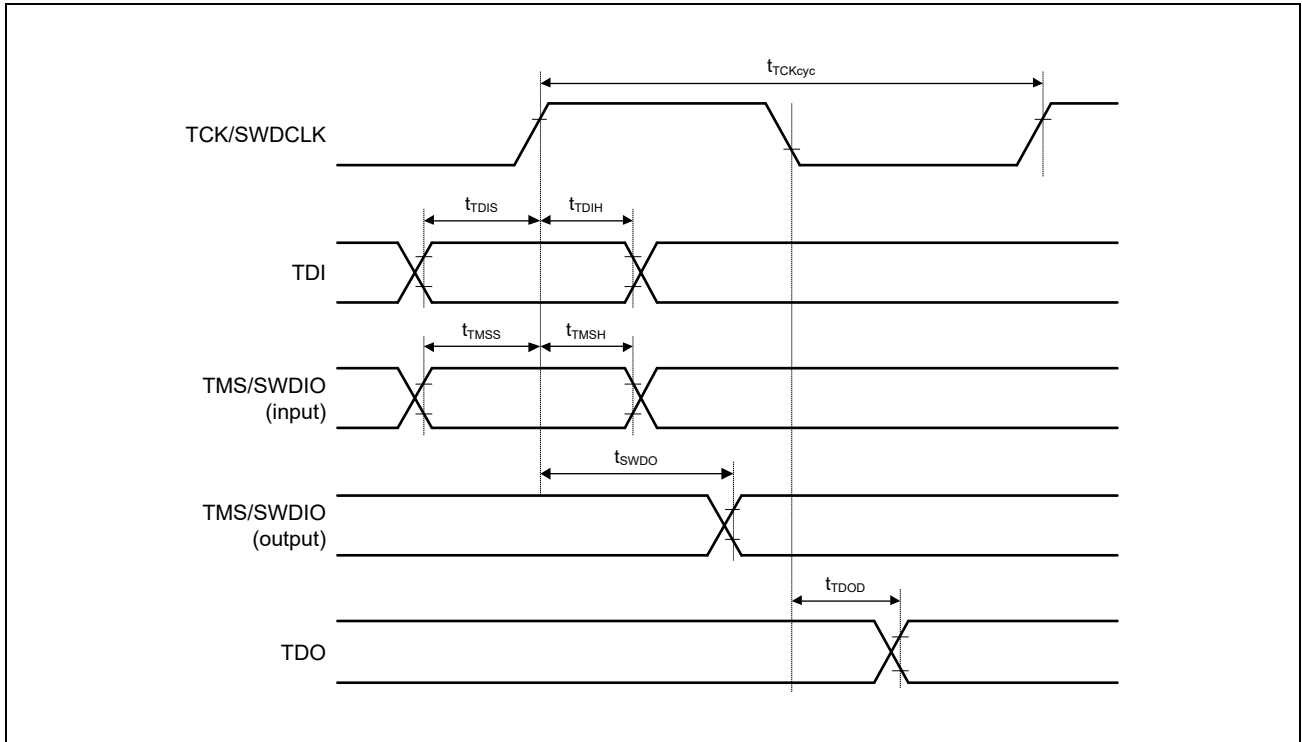 tTCKcyc
TCK/SWDCLK
tTDIS
tTDIH
TDI
tTMSS
tTMSH
TMS/SWDIO
(input)
tSWDO
TMS/SWDIO
(output)
tTDOD
TDO